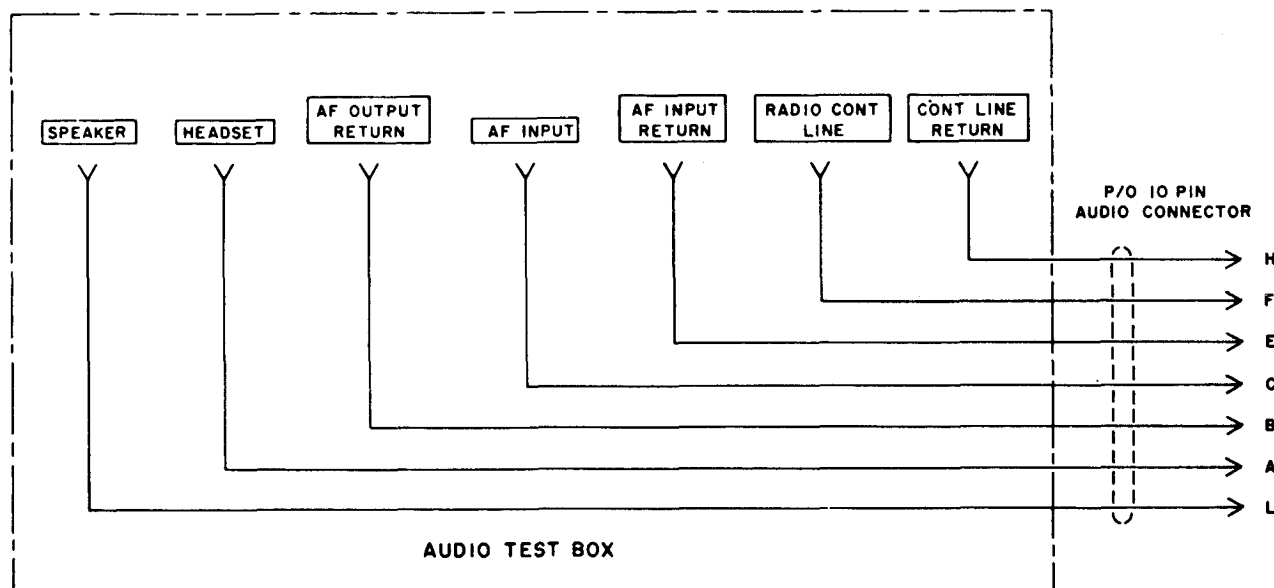 SPEAKER
HEADSET
AF OUTPUT
RETURN
AF INPUT
AF INPUT
RETURN
RADIO CONT
LINE
CONT LINE
RETURN
P/O 10 PIN
AUDIO CONNECTOR
H
F
E
C
B
A
L
AUDIO TEST BOX